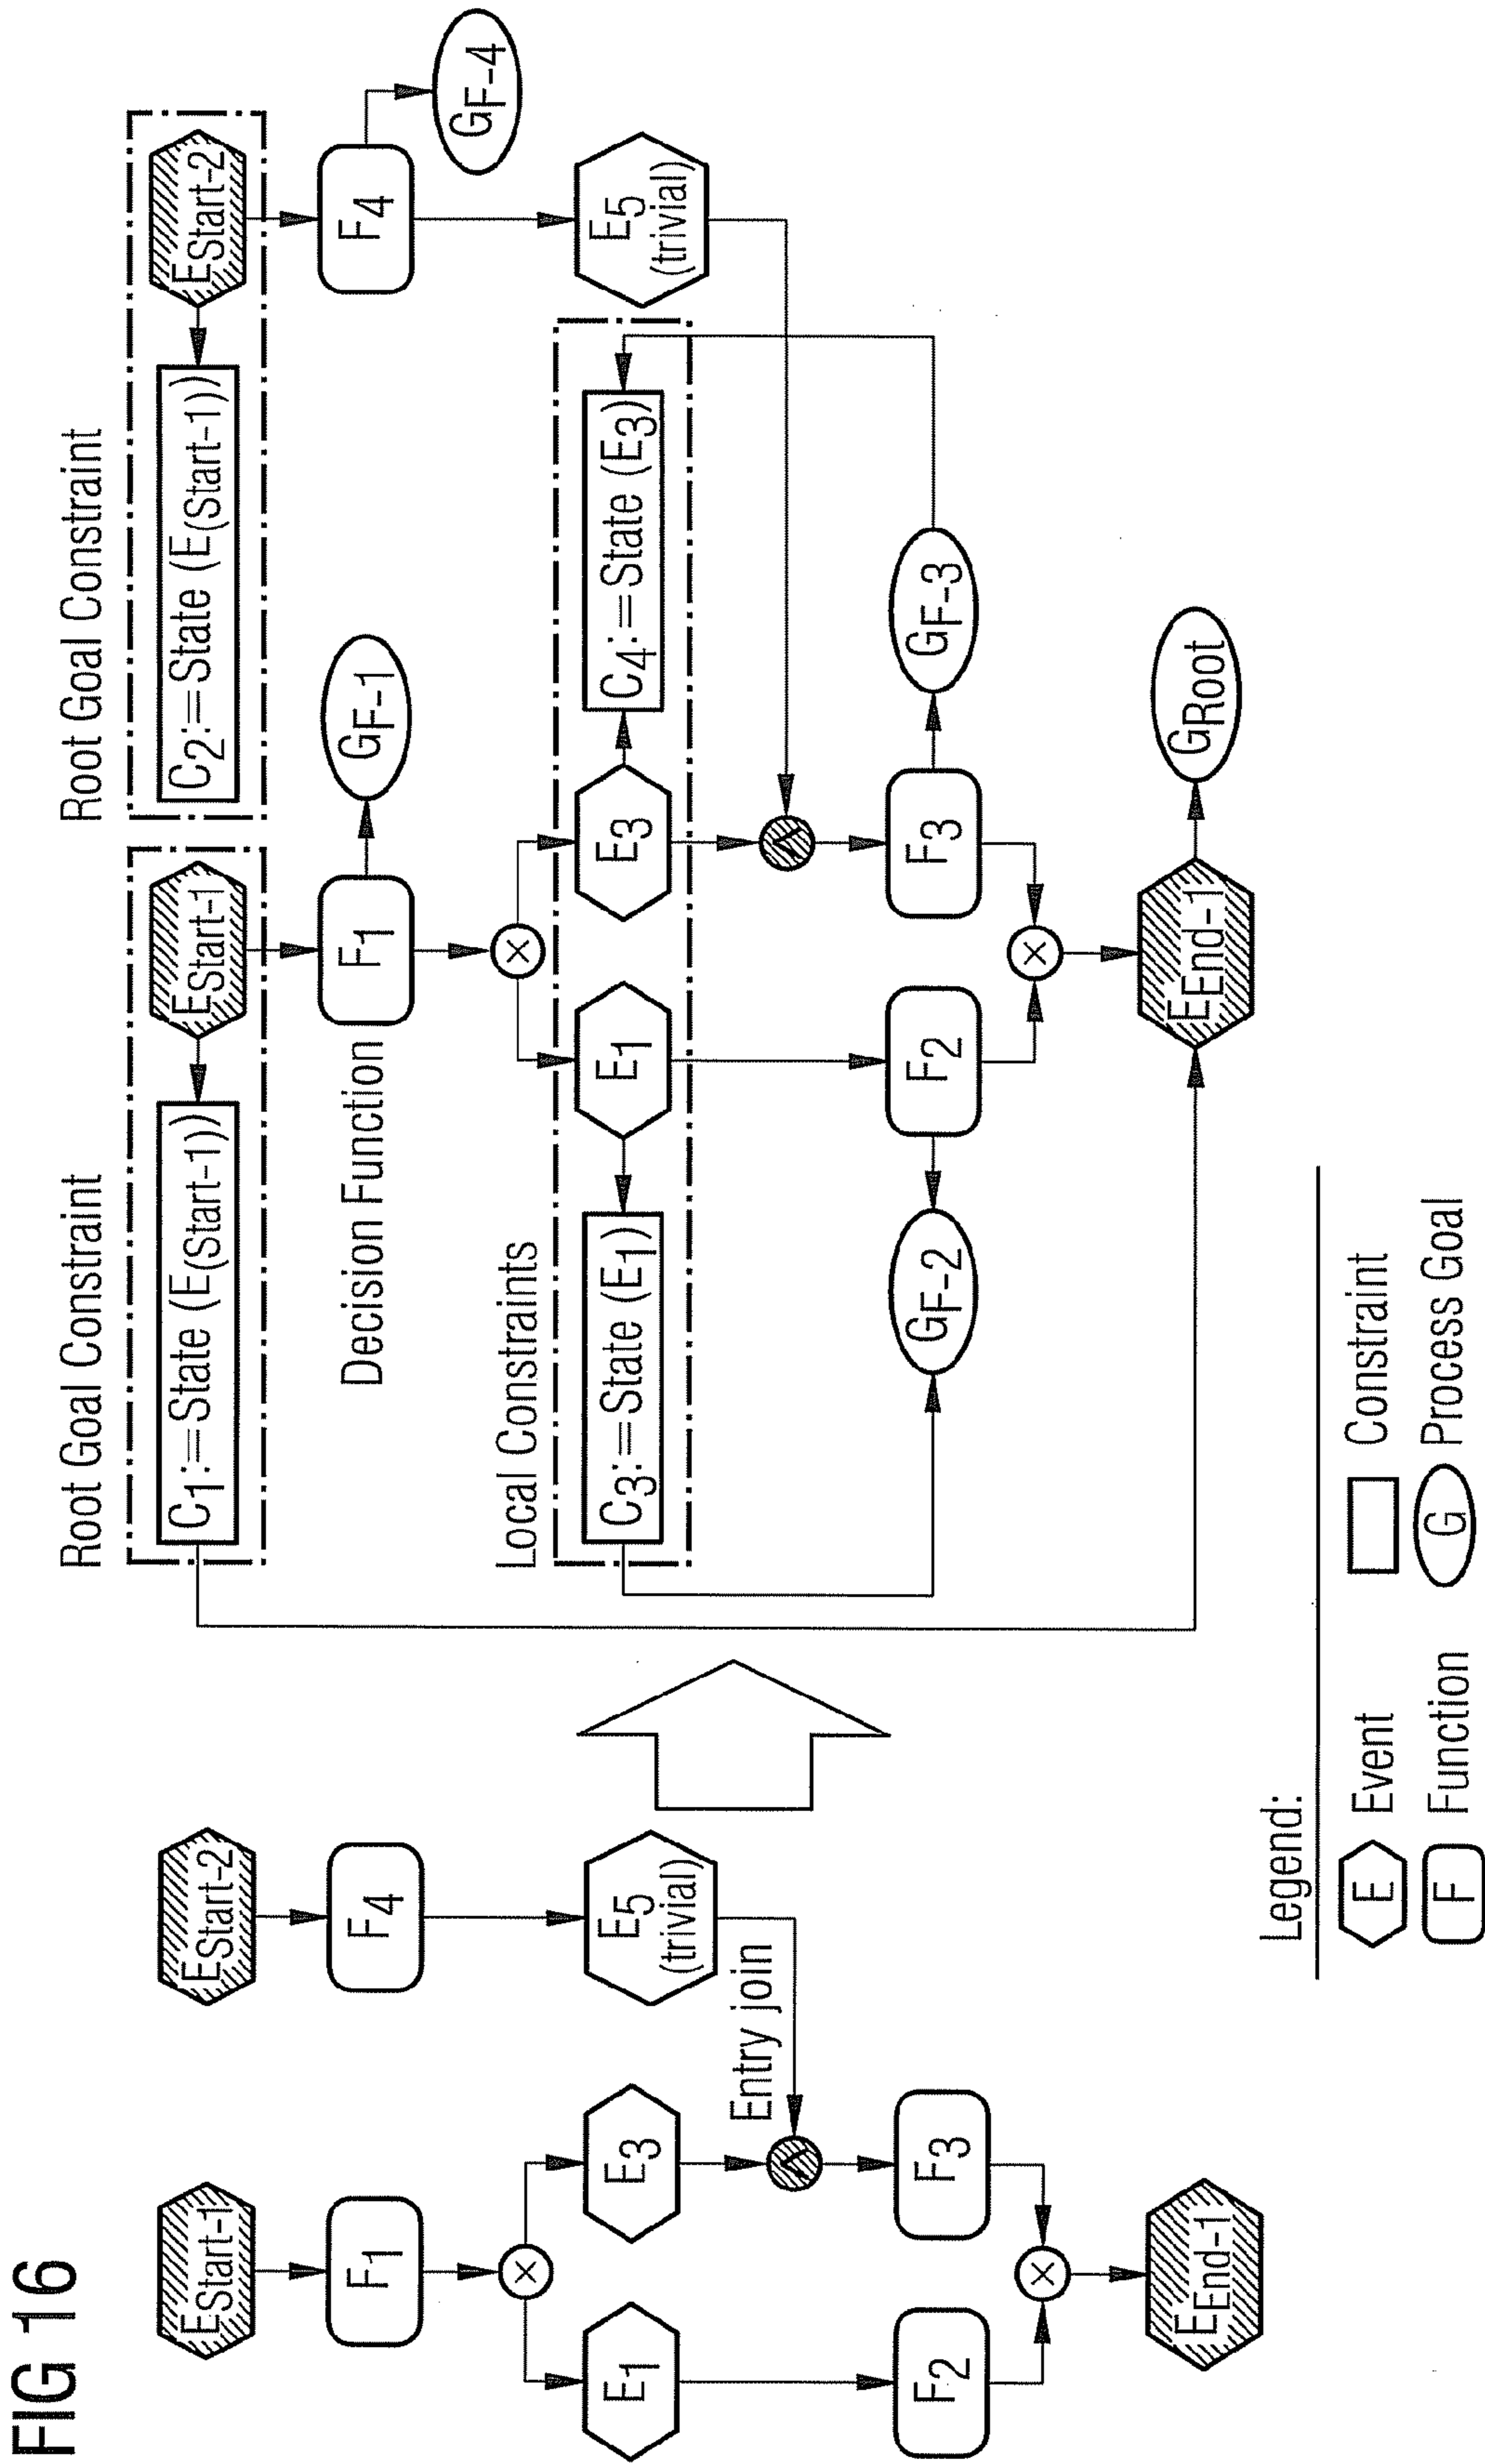 FIG 16
EStart-1
EStart-2
F1
F4
E1
E3
E5
(trivial)
Entry join
F2
F3
EEnd-1
Root Goal Constraint
Root Goal Constraint
C1:=State (E(Start-1))
EStart-1
C2:=State (E(Start-1))
EStart-2
Decision Function
F1
GF-1
F4
GF-4
Local Constraints
C3:=State (E1)
E1
E3
C4:=State (E3)
E5
(trivial)
GF-2
F2
F3
GF-3
EEnd-1
GRoot
Legend:
E Event
Constraint
F Function
G Process Goal